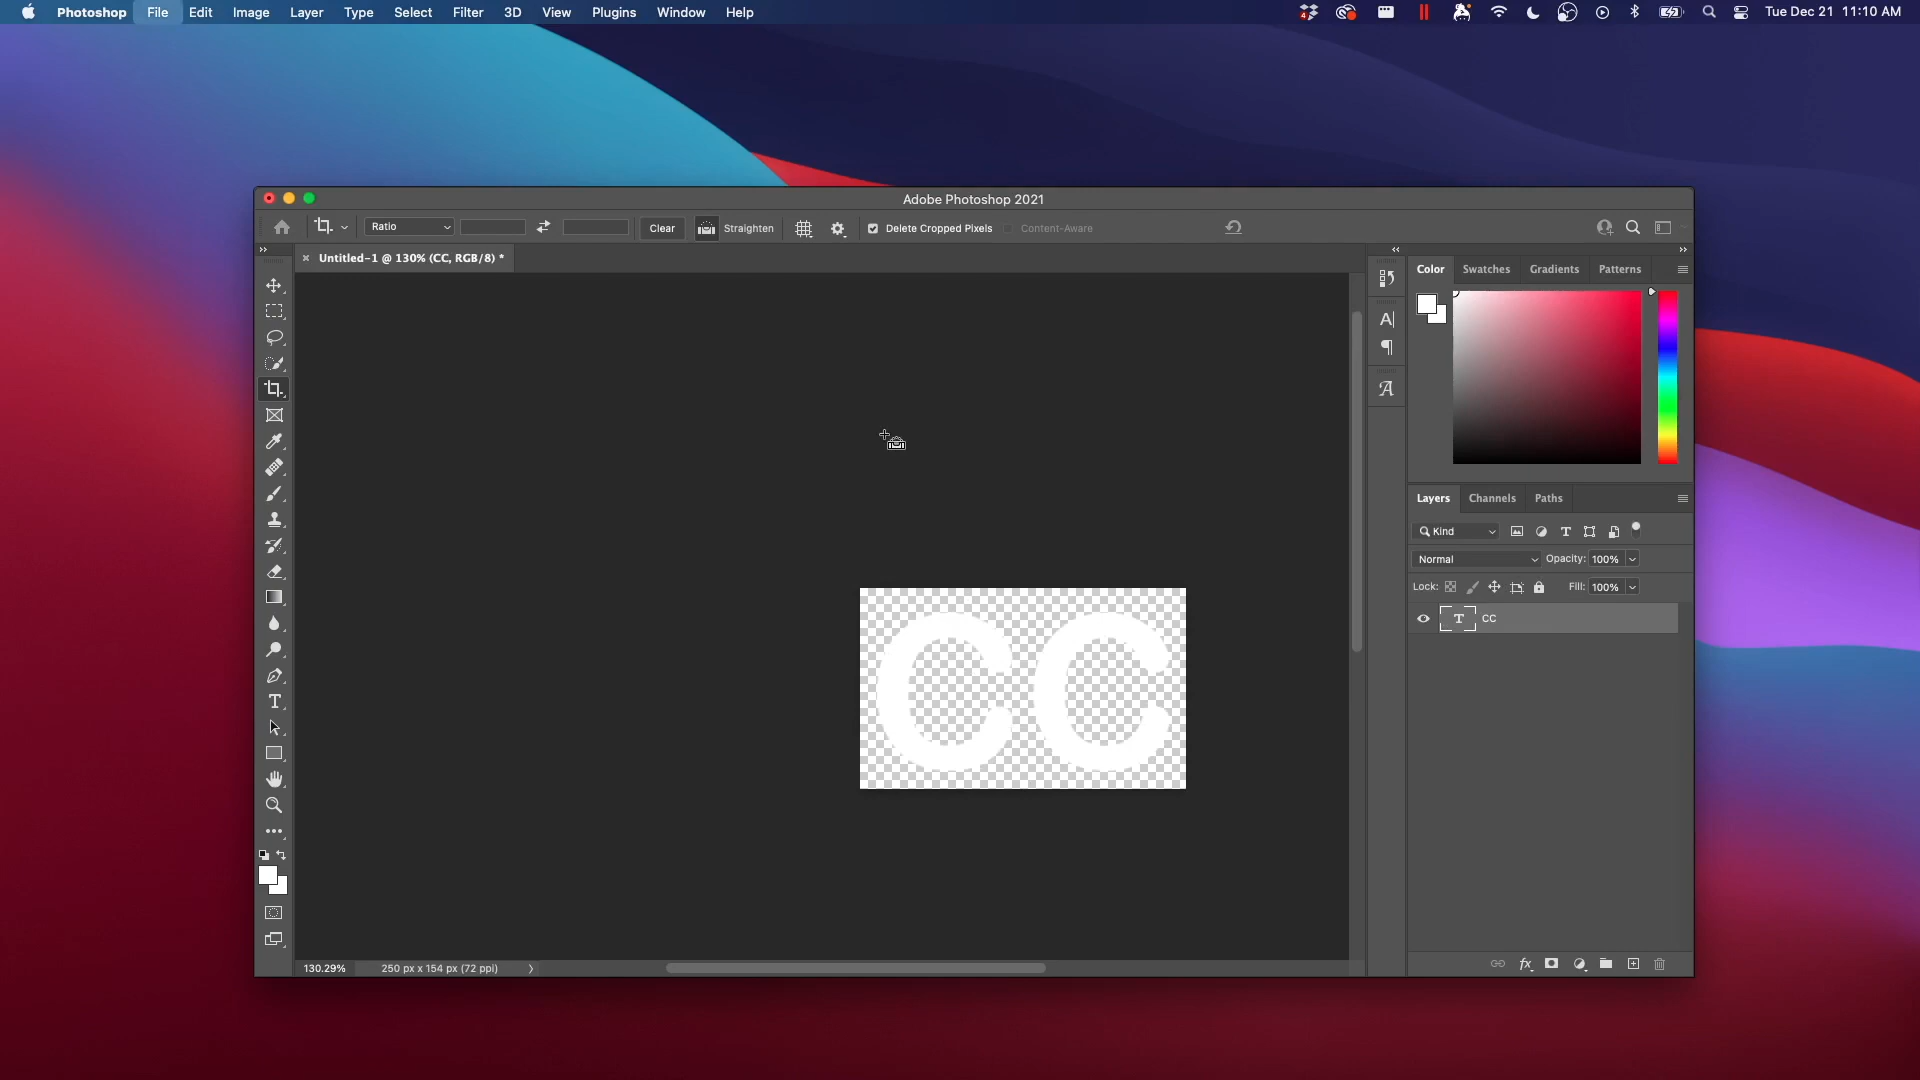 Photoshop File Edit Image Layer Type Select Filter 3D View Plugins Window Help Tue Dec 21 11:10 AM
Adobe Photoshop 2021
Ratio Clear Straighten Delete Cropped Pixels Content-Aware
Untitled-1 @ 130% (CC, RGB/8) *
Color Swatches Gradients Patterns
CC
Layers Channels Paths
Kind
Normal Opacity: 100%
Lock: Fill: 100%
CC
130.29% 250 px x 154 px (72 ppi)